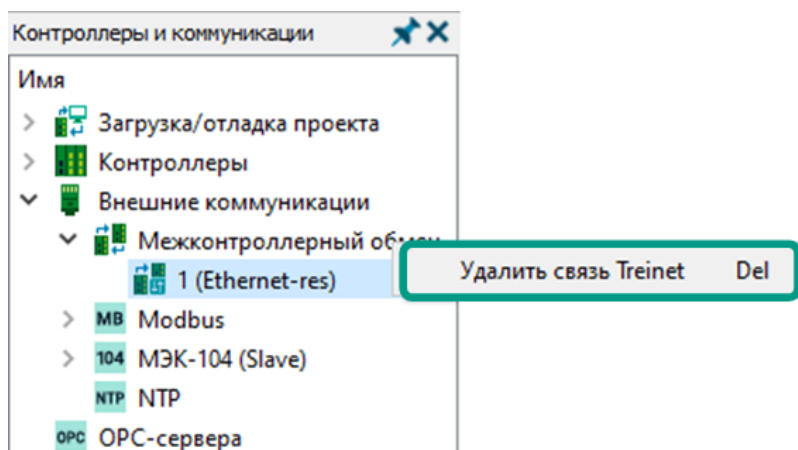 Контроллеры и коммуникации
Имя
Загрузка/отладка проекта
Контроллеры
Внешние коммуникации
Межконтроллерный
1 (Ethernet-res)
Удалить связь Treinet Del
MB Modbus
104 МЭК-104 (Slave)
NTP NTP
OPC OPC-сервера